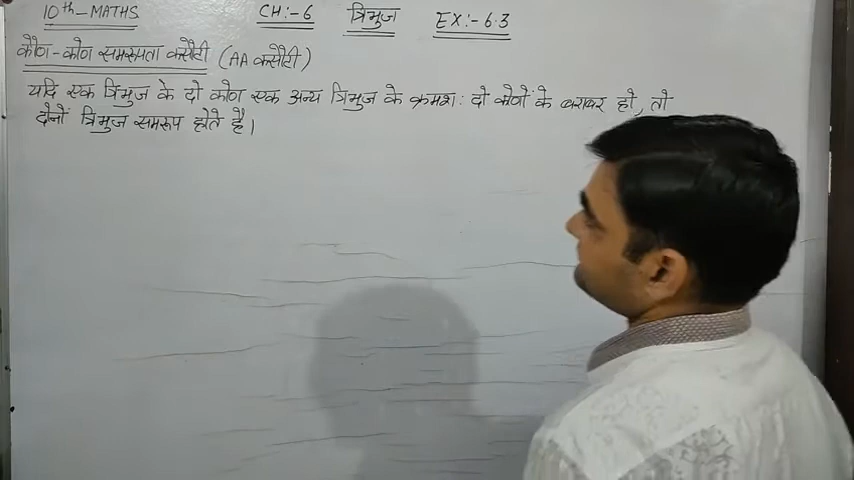 10th-MATHS CH:-6 त्रिभुज EX:-6.3
कोण-कोण समरूपता कसौटी (AA कसौटी)
यदि एक त्रिभुज के दो कोण एक अन्य त्रिभुज के क्रमश: दो कोणों के बराबर हो, तो
दोनों त्रिभुज समरूप होते है।